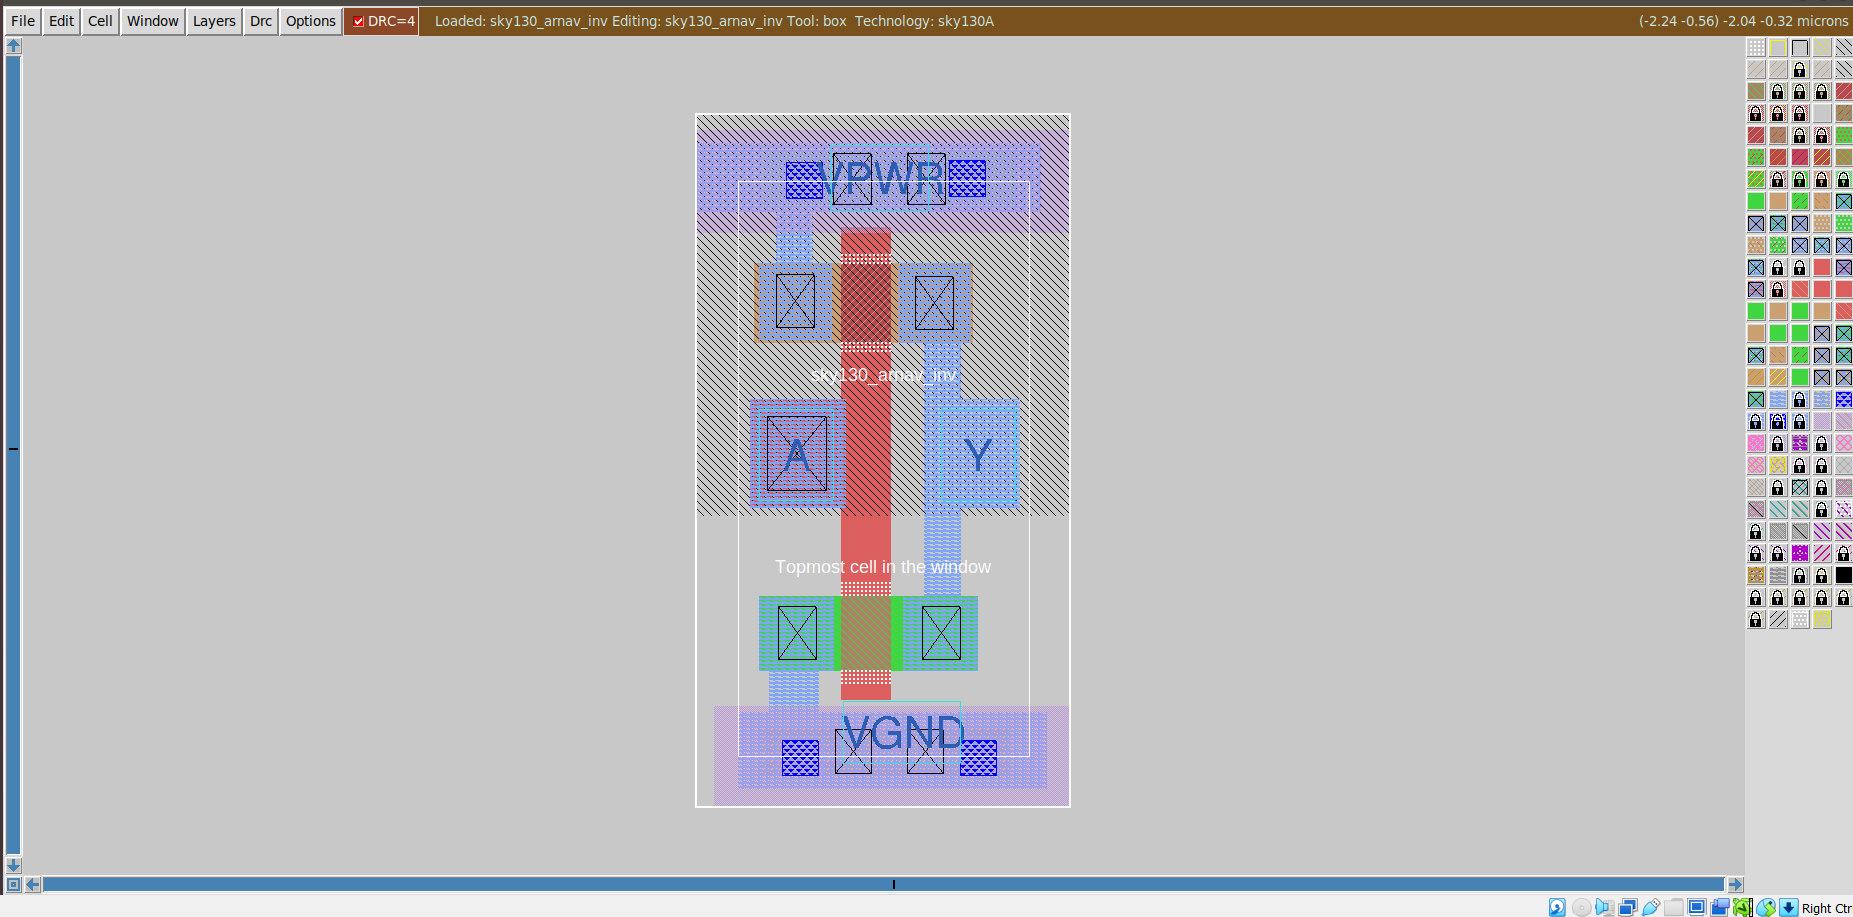 File Edit Cell Window Layers Drc Options DRC=4 Loaded: sky130_arnav_inv Editing: sky130_arnav_inv Tool: box Technology: sky130A (-2.24 -0.56) -2.04 -0.32 microns
VPWR
sky130_arnav_inv
A Y
Topmost cell in the window
VGND
Right Ctr